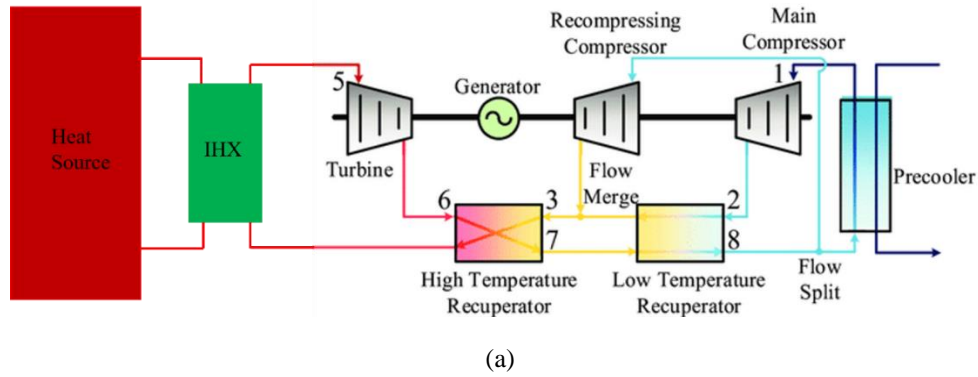 Recompressing
Compressor
Main
Compressor
1
5
Generator
Heat
Source
IHX
Turbine
Flow
Merge
Precooler
6
3
2
7
8
High Temperature
Recuperator
Low Temperature
Recuperator
Flow
Split
(a)